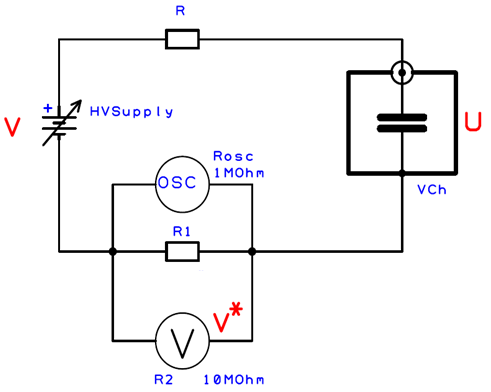 R
+
HVSupply
V
U
VCh
Rosc
1MOhm
OSC
R1
V*
V
R2 10MOhm